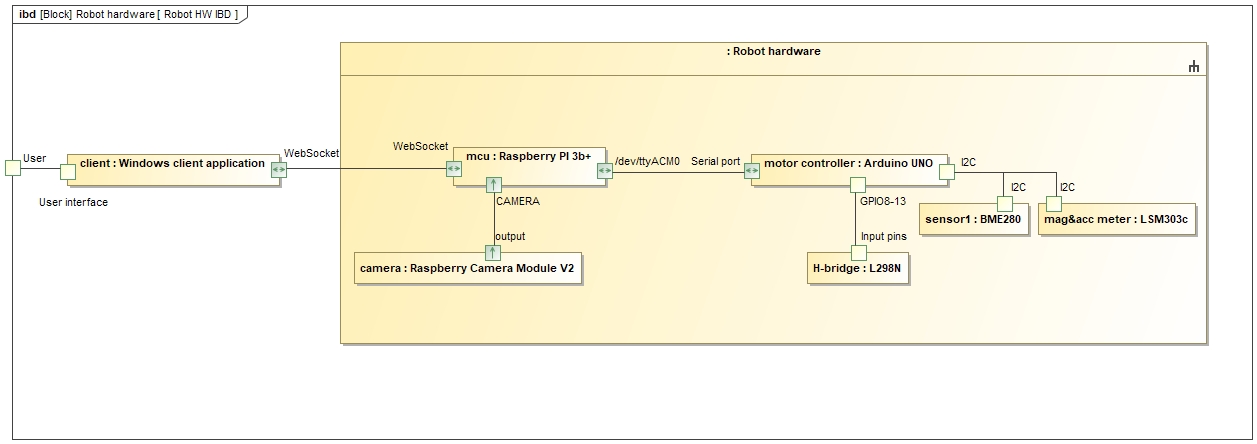 ibd [Block] Robot hardware [ Robot HW IBD ]
: Robot hardware
User
client : Windows client application
User interface
WebSocket
WebSocket
mcu : Raspberry PI 3b+
/dev/ttyACM0
Serial port
motor controller : Arduino UNO
I2C
I2C
I2C
CAMERA
GPIO8-13
sensor1 : BME280
mag&acc meter : LSM303c
output
Input pins
camera : Raspberry Camera Module V2
H-bridge : L298N